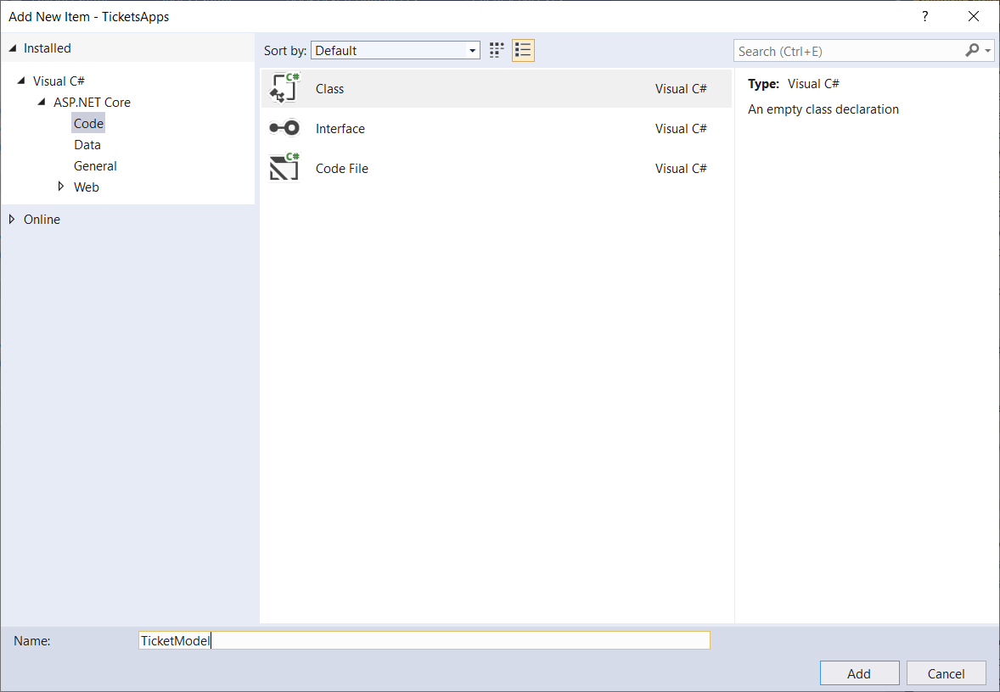 Add New Item - TicketsApps
?
Installed
Sort by: Default
Search (Ctrl+E)
Visual C#
ASP.NET Core
Code
Data
General
Web
Online
C# Class Visual C#
Interface Visual C#
C# Code File Visual C#
Type: Visual C#
An empty class declaration
Name: TicketModel
Add Cancel